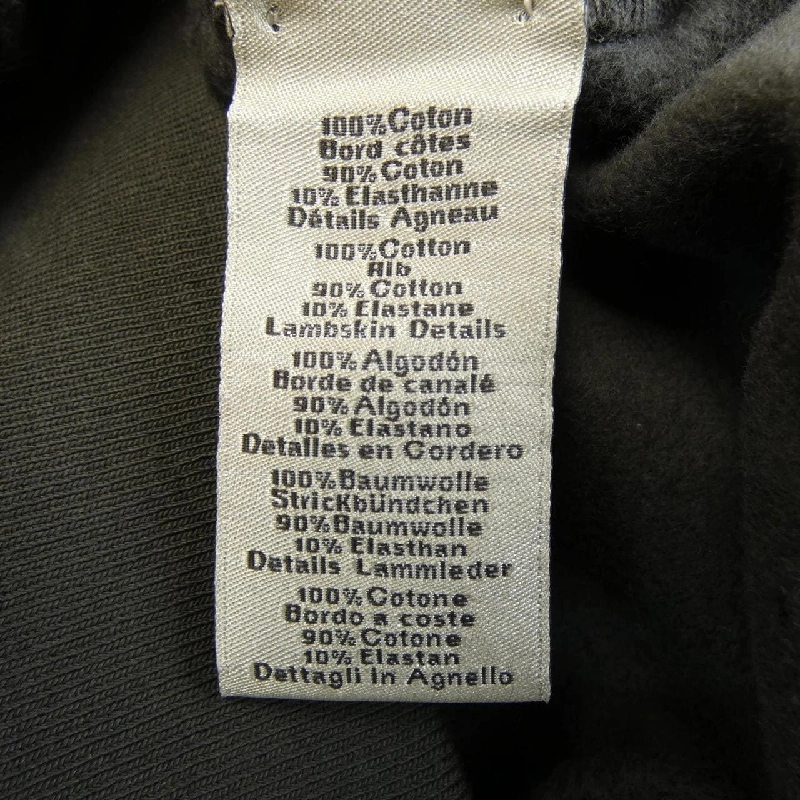 100% Coton
Bord côtes
90% Coton
10% Elasthanne
Détails Agneau
100% Cotton
Rib
90% Cotton
10% Elastane
Lambskin Details
100% Algodón
Borde de canalé
90% Algodón
10% Elastano
Detalles en Cordero
100% Baumwolle
Strickbündchen
90% Baumwolle
10% Elasthan
Details Lammleder
100% Cotone
Bordo a coste
90% Cotone
10% Elastan
Dettagli in Agnello